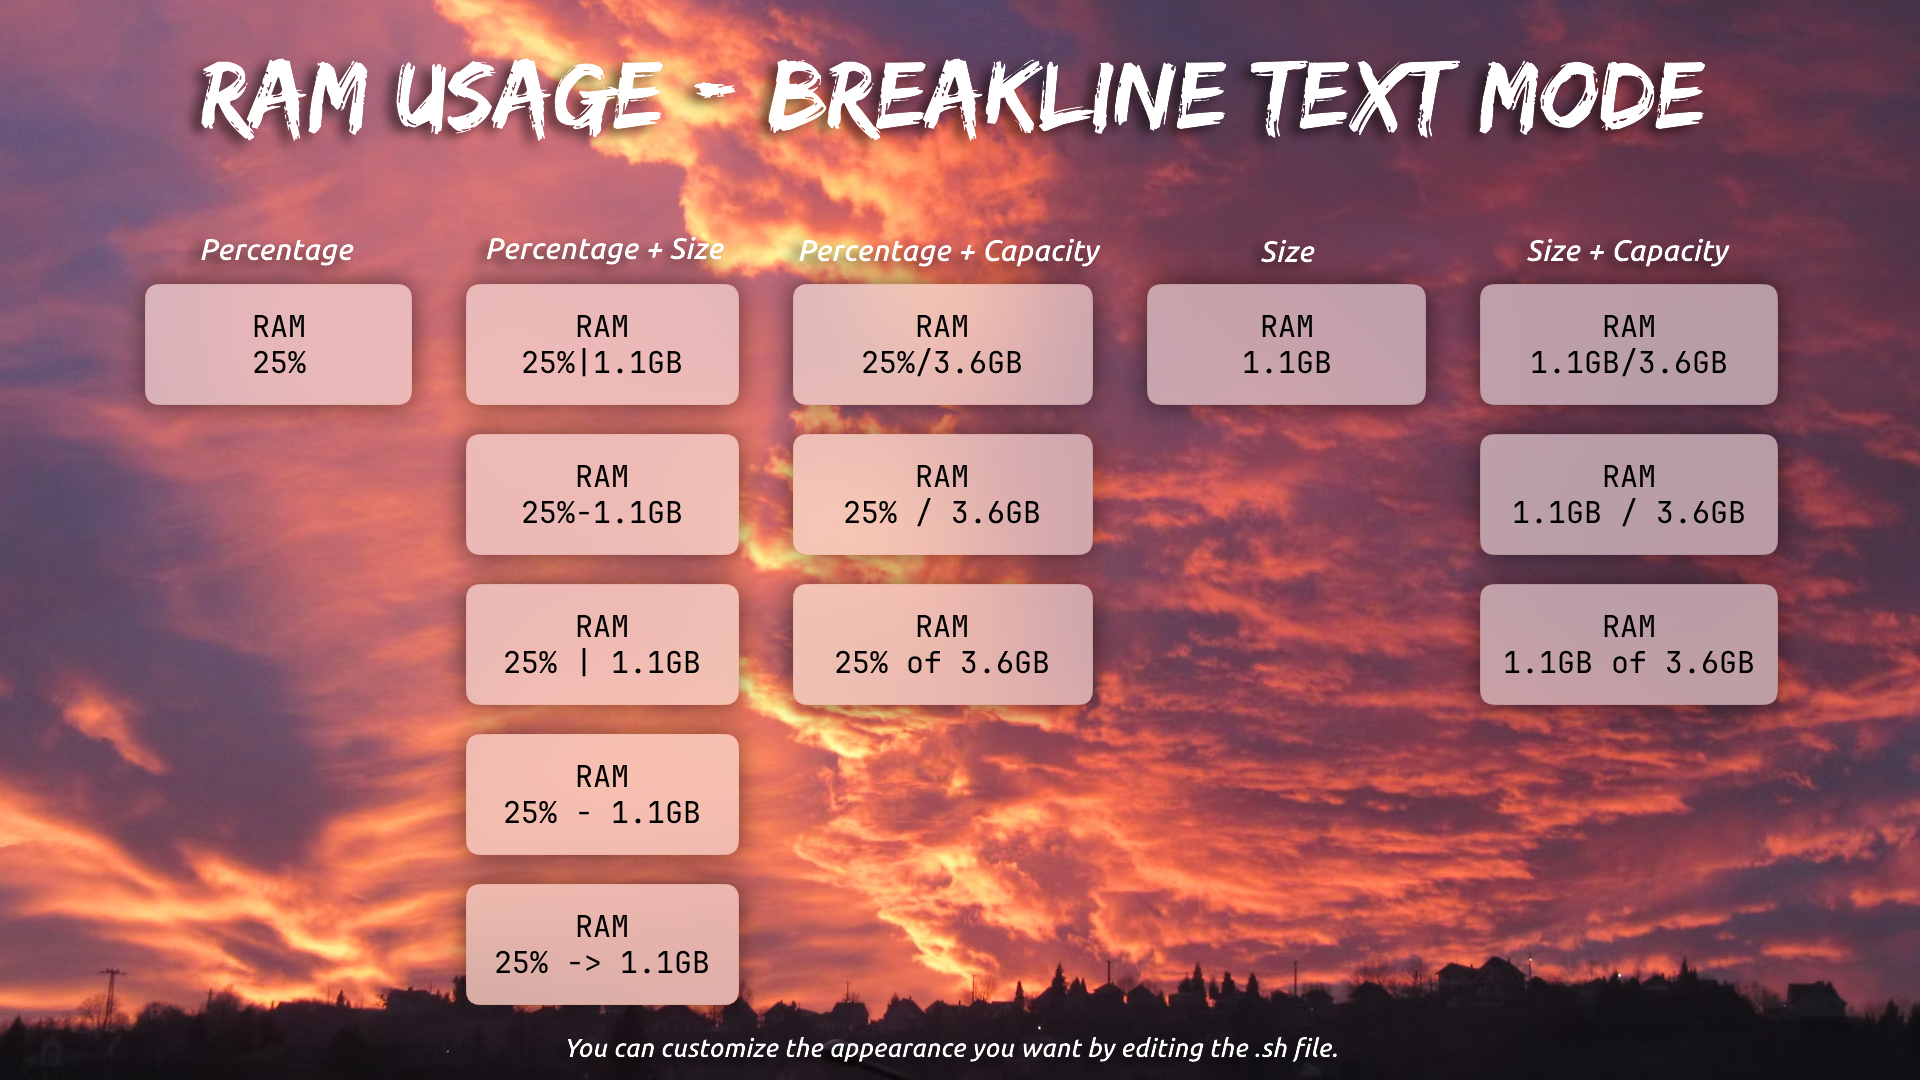 RAM USAGE - BREAKLINE TEXT MODE
Percentage
RAM
25%
Percentage + Size
RAM
25%|1.1GB
RAM
25%-1.1GB
RAM
25% | 1.1GB
RAM
25% - 1.1GB
RAM
25% -> 1.1GB
Percentage + Capacity
RAM
25%/3.6GB
RAM
25% / 3.6GB
RAM
25% of 3.6GB
Size
RAM
1.1GB
Size + Capacity
RAM
1.1GB/3.6GB
RAM
1.1GB / 3.6GB
RAM
1.1GB of 3.6GB
You can customize the appearance you want by editing the .sh file.